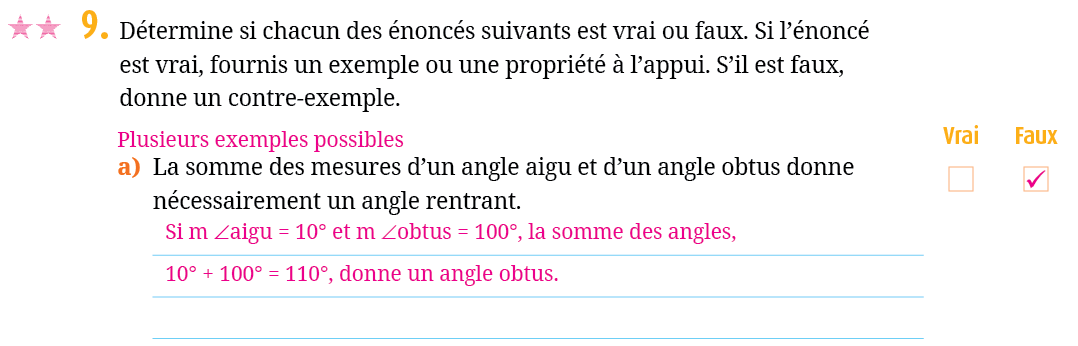 9. Détermine si chacun des énoncés suivants est vrai ou faux. Si l’énoncé
est vrai, fournis un exemple ou une propriété à l’appui. S’il est faux,
donne un contre-exemple.
Vrai Faux
Plusieurs exemples possibles
a) La somme des mesures d’un angle aigu et d’un angle obtus donne
nécessairement un angle rentrant.
Si m ∠aigu = 10° et m ∠obtus = 100°, la somme des angles,
10° + 100° = 110°, donne un angle obtus.